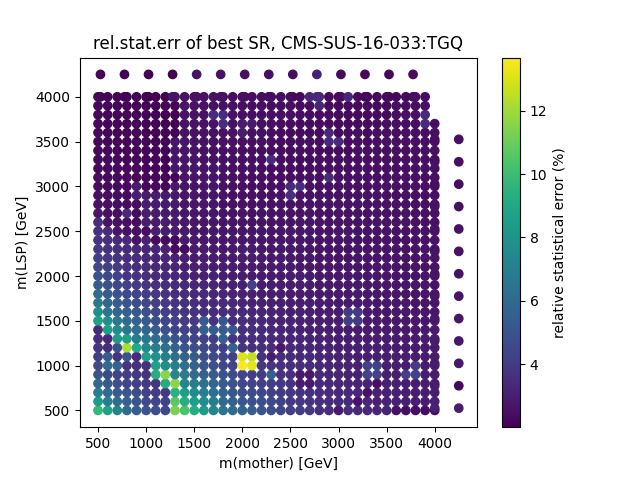 rel.stat.err of best SR, CMS-SUS-16-033:TGQ
m(LSP) [GeV]
4000
3500
3000
2500
2000
1500
1000
500
500 1000 1500 2000 2500 3000 3500 4000
m(mother) [GeV]
12
10
8
6
4
relative statistical error (%)